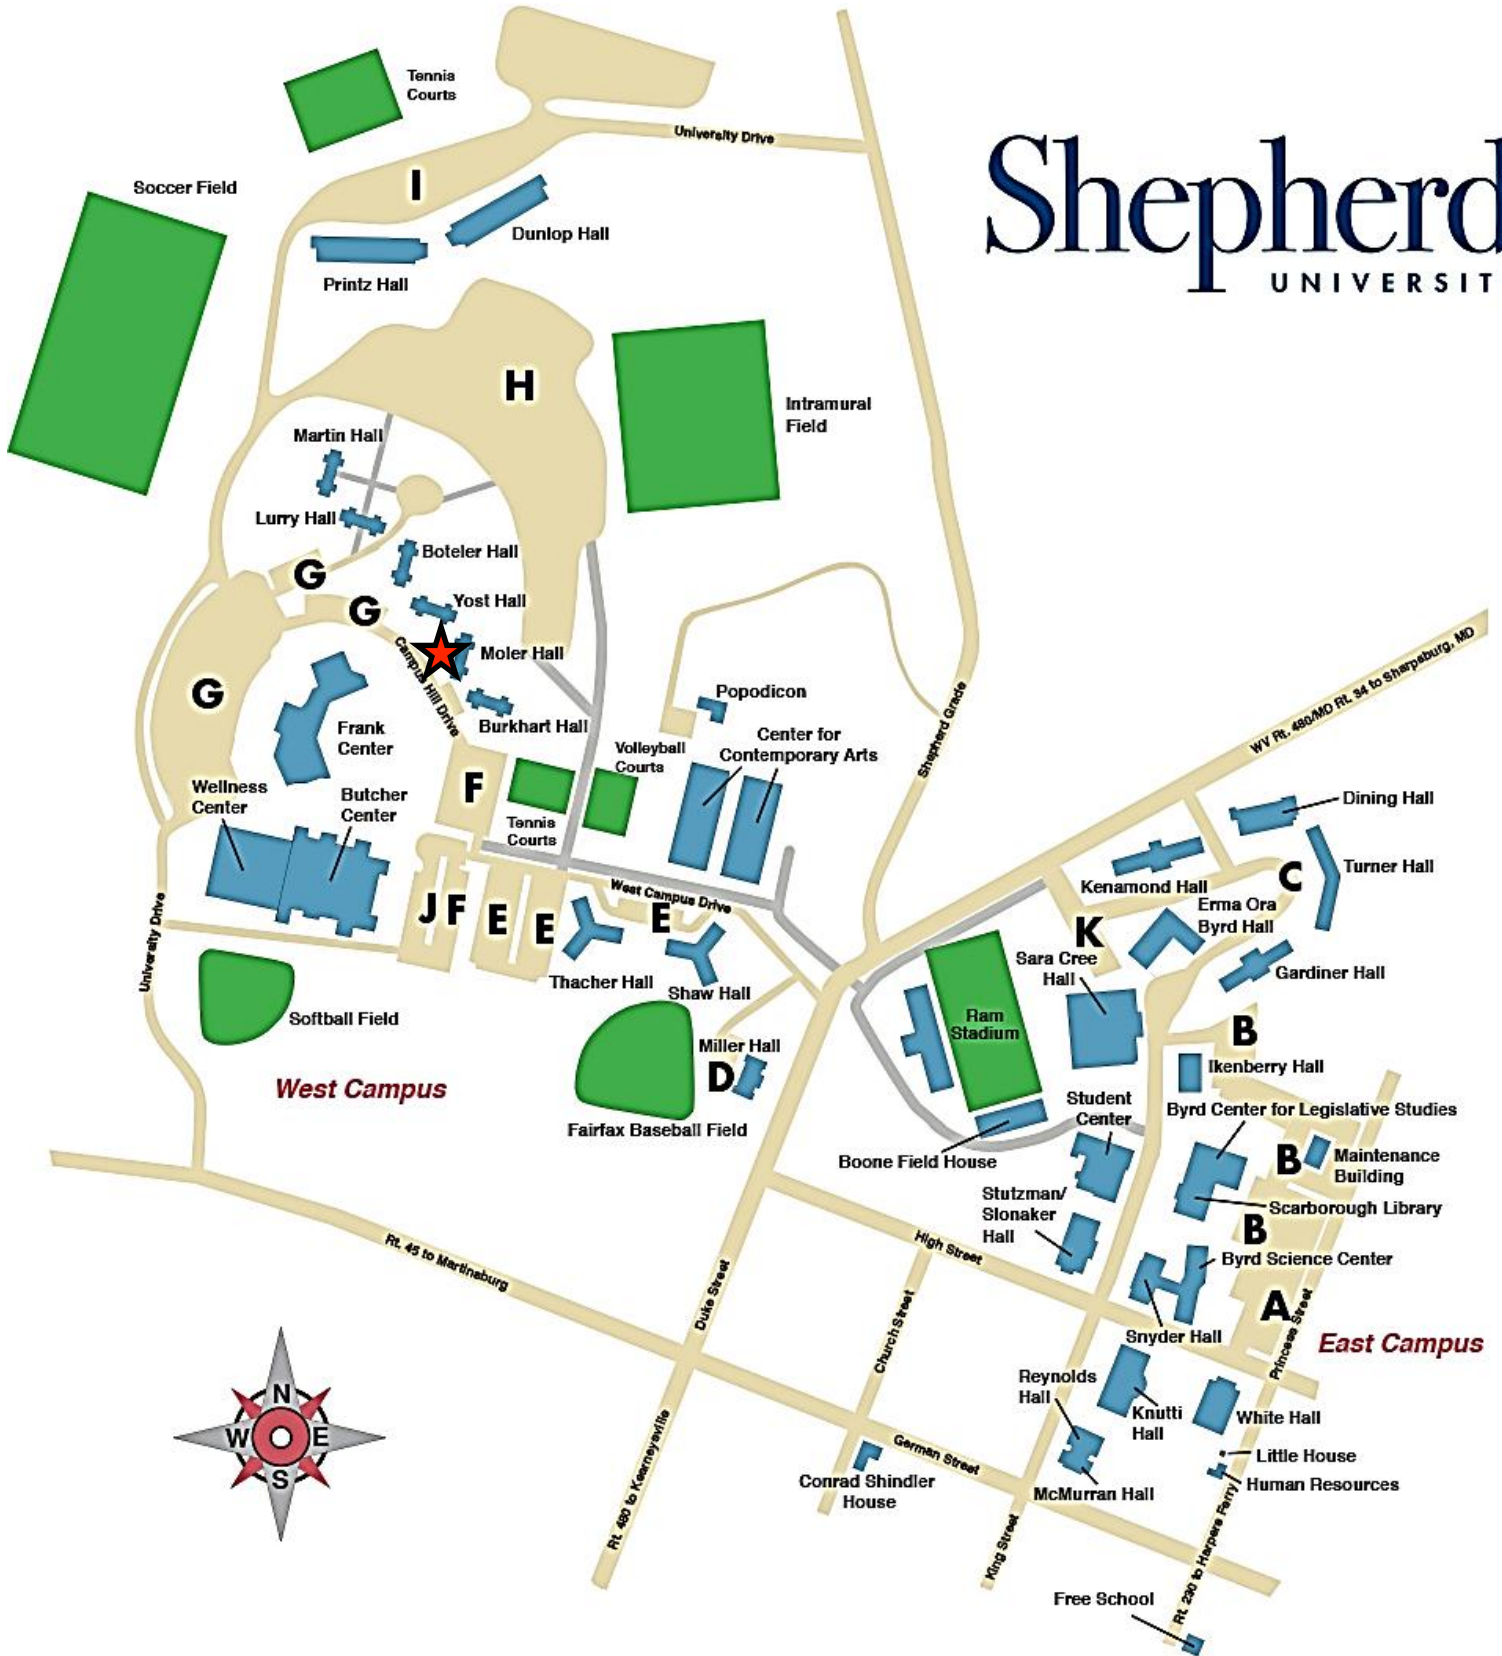 Tennis
Courts
University Drive
Shepherd
UNIVERSIT
Soccer Field
I
Dunlop Hall
Printz Hall
H
Intramural
Field
Martin Hall
Lurry Hall
Boteler Hall
G
G
Yost Hall
Moler Hall
Campus Hill Drive
G
Burkhart Hall
Frank
Center
Popodicon
Center for
Contemporary Arts
Volleyball
Courts
Shepherd Grade
WV Rt. 480/MD Rt. 34 to Sharpsburg, MD
Wellness
Center
Butcher
Center
F
Tennis
Courts
Dining Hall
Turner Hall
Kenamond Hall
C
West Campus Drive
J
F
E
E
E
K
Erma Ora
Byrd Hall
Sara Cree
Hall
Gardiner Hall
University Drive
Thacher Hall
Shaw Hall
Softball Field
Ram
Stadium
B
Miller Hall
D
Ikenberry Hall
West Campus
Student
Center
Byrd Center for Legislative Studies
Fairfax Baseball Field
Boone Field House
B
Maintenance
Building
Stutzman/
Slonaker
Hall
Scarborough Library
B
High Street
Byrd Science Center
Rt. 45 to Martinsburg
Duke Street
Church Street
A
Snyder Hall
Princess Street
East Campus
Reynolds
Hall
Knutti
Hall
White Hall
N
W
E
S
German Street
Little House
Human Resources
Conrad Shindler
House
McMurran Hall
Rt. 480 to Kearneysville
King Street
Rt. 230 to Harpers Ferry
Free School